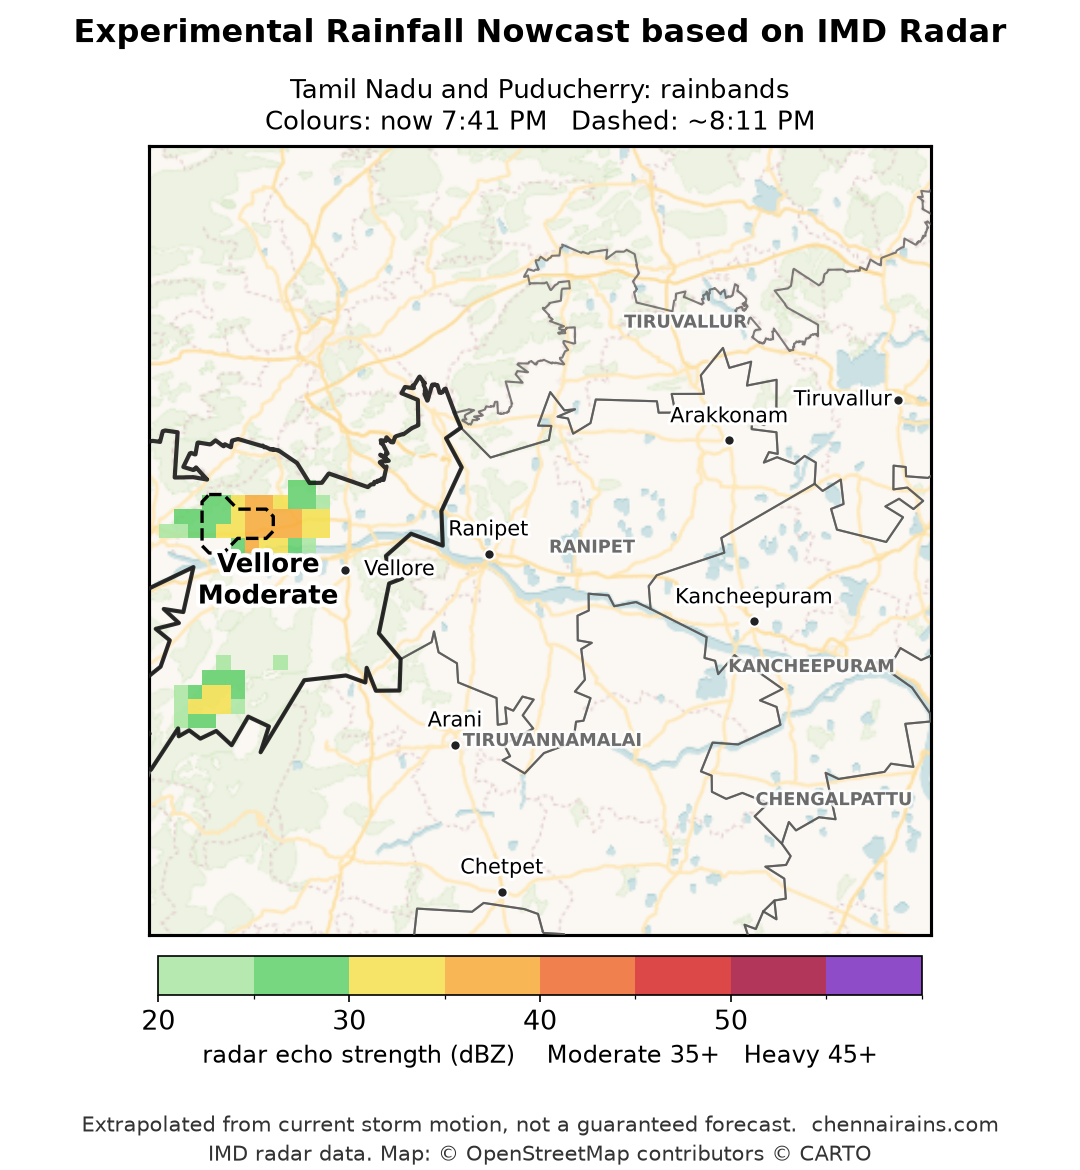 Experimental Rainfall Nowcast based on IMD Radar
Tamil Nadu and Puducherry: rainbands
Colours: now 7:41 PM   Dashed: ~8:11 PM
TIRUVALLUR
Tiruvallur
Arakkonam
Ranipet
RANIPET
Vellore
Moderate
Vellore
Kancheepuram
KANCHEEPURAM
Arani
TIRUVANNAMALAI
CHENGALPATTU
Chetpet
20 30 40 50
radar echo strength (dBZ)    Moderate 35+   Heavy 45+
Extrapolated from current storm motion, not a guaranteed forecast.  chennairains.com
IMD radar data. Map: © OpenStreetMap contributors © CARTO